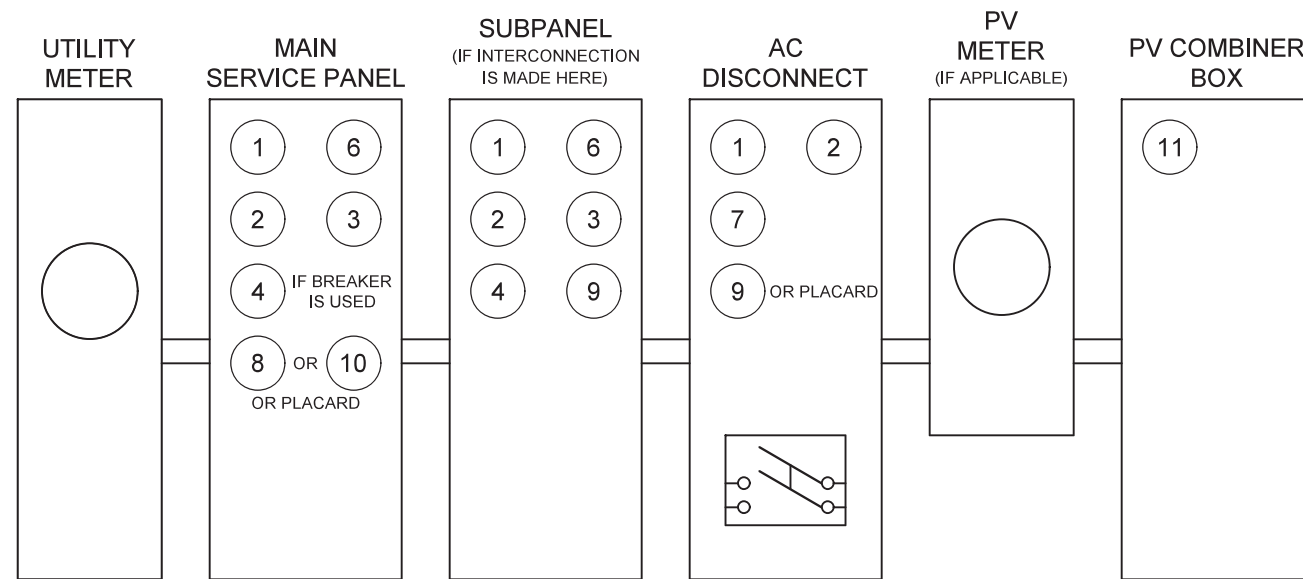 UTILITY
METER
MAIN
SERVICE PANEL
SUBPANEL
(IF INTERCONNECTION
IS MADE HERE)
AC
DISCONNECT
PV
METER
(IF APPLICABLE)
PV COMBINER
BOX
1 6
2 3
4 IF BREAKER
IS USED
8 OR 10
OR PLACARD
1 6
2 3
4 9
1 2
7
9 OR PLACARD
11